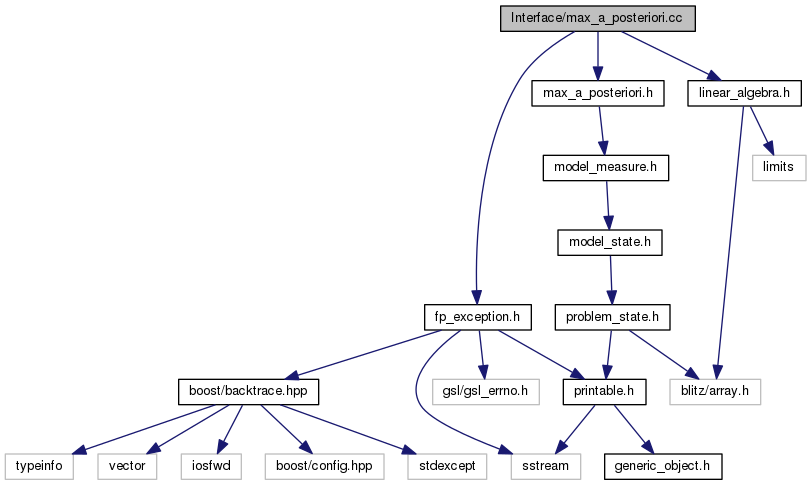 Interface/max_a_posteriori.cc
max_a_posteriori.h
linear_algebra.h
model_measure.h
limits
model_state.h
fp_exception.h
problem_state.h
boost/backtrace.hpp
gsl/gsl_errno.h
printable.h
blitz/array.h
typeinfo
vector
iosfwd
boost/config.hpp
stdexcept
sstream
generic_object.h